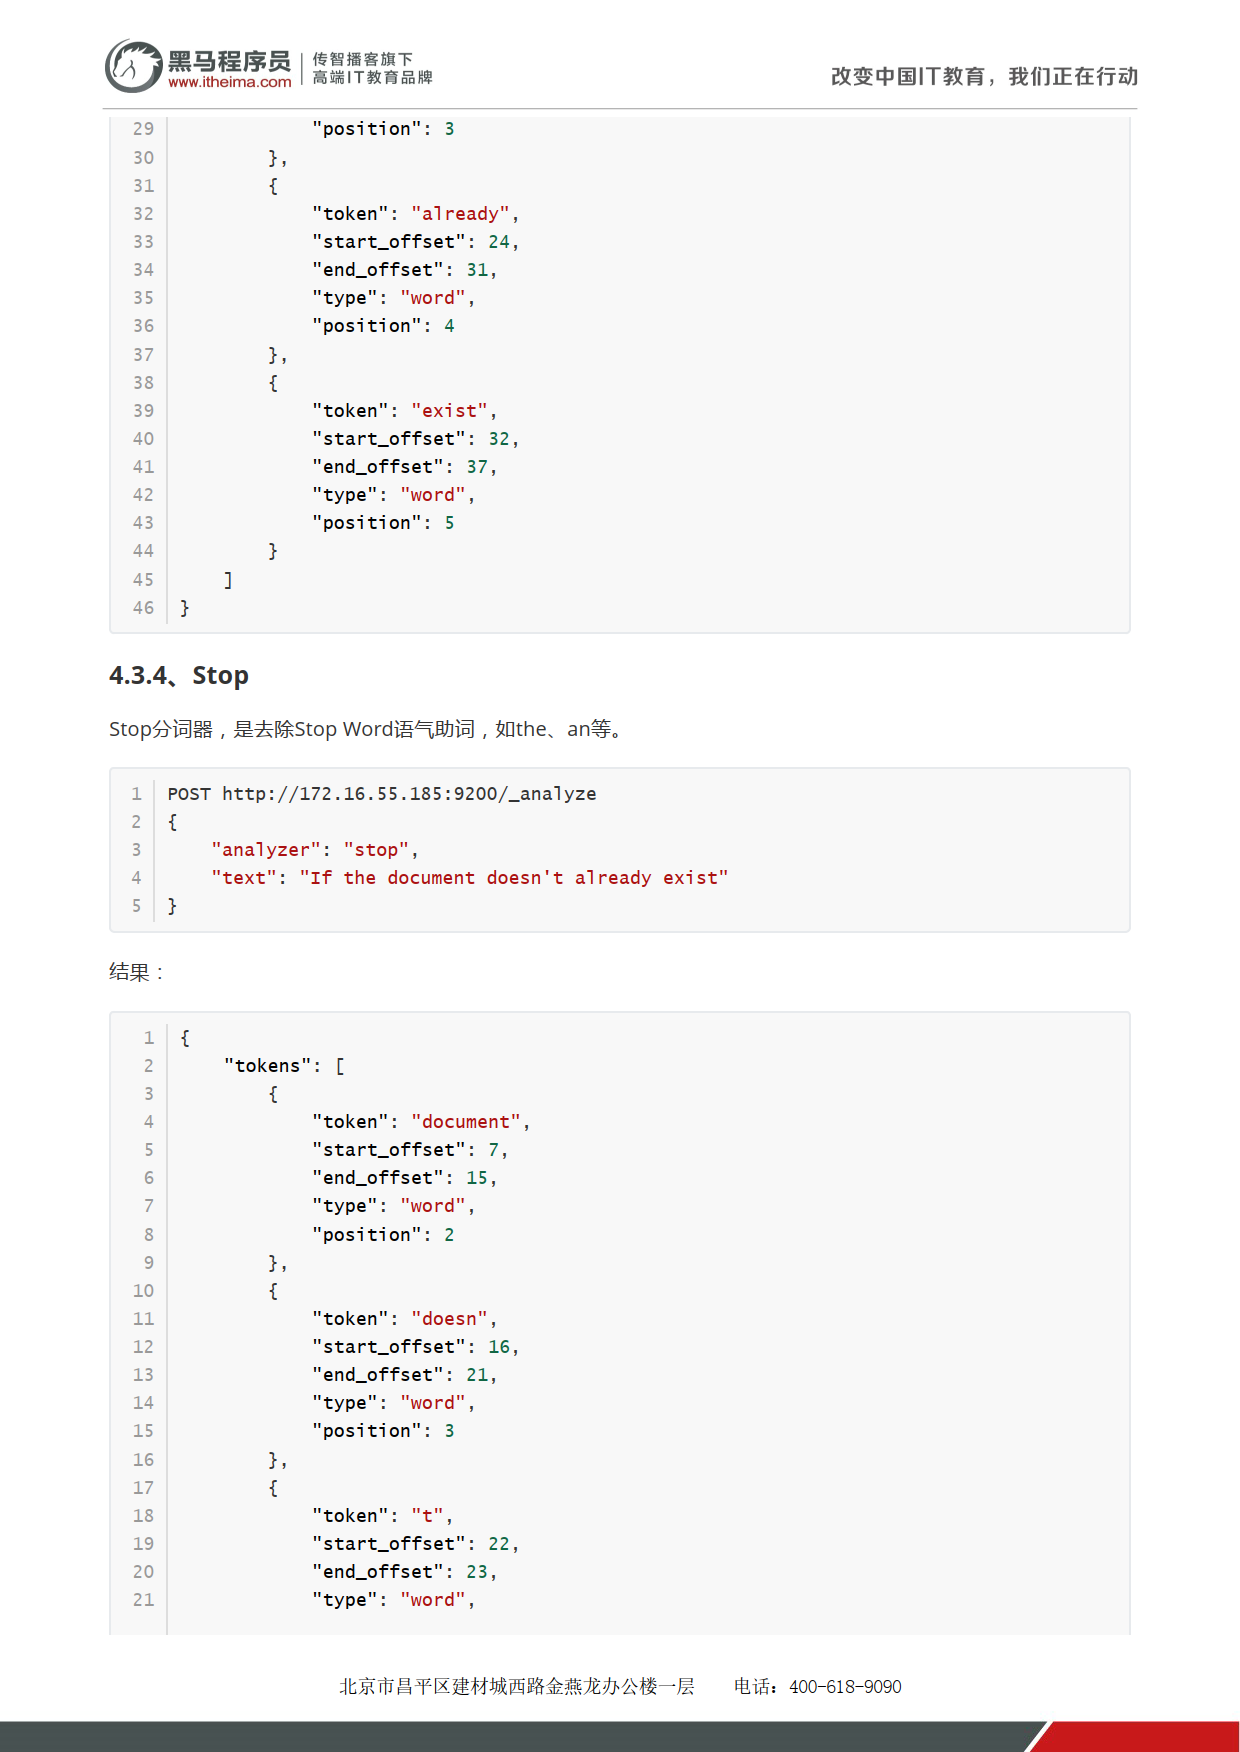 黑马程序员
www.itheima.com
传智播客旗下
高端IT教育品牌
改变中国IT教育，我们正在行动
29             "position": 3
30         },
31         {
32             "token": "already",
33             "start_offset": 24,
34             "end_offset": 31,
35             "type": "word",
36             "position": 4
37         },
38         {
39             "token": "exist",
40             "start_offset": 32,
41             "end_offset": 37,
42             "type": "word",
43             "position": 5
44         }
45     ]
46 }
4.3.4、Stop
Stop分词器，是去除Stop Word语气助词，如the、an等。
1 POST http://172.16.55.185:9200/_analyze
2 {
3     "analyzer": "stop",
4     "text": "If the document doesn't already exist"
5 }
结果：
1 {
2     "tokens": [
3         {
4             "token": "document",
5             "start_offset": 7,
6             "end_offset": 15,
7             "type": "word",
8             "position": 2
9         },
10         {
11             "token": "doesn",
12             "start_offset": 16,
13             "end_offset": 21,
14             "type": "word",
15             "position": 3
16         },
17         {
18             "token": "t",
19             "start_offset": 22,
20             "end_offset": 23,
21             "type": "word",
北京市昌平区建材城西路金燕龙办公楼一层 电话：400-618-9090